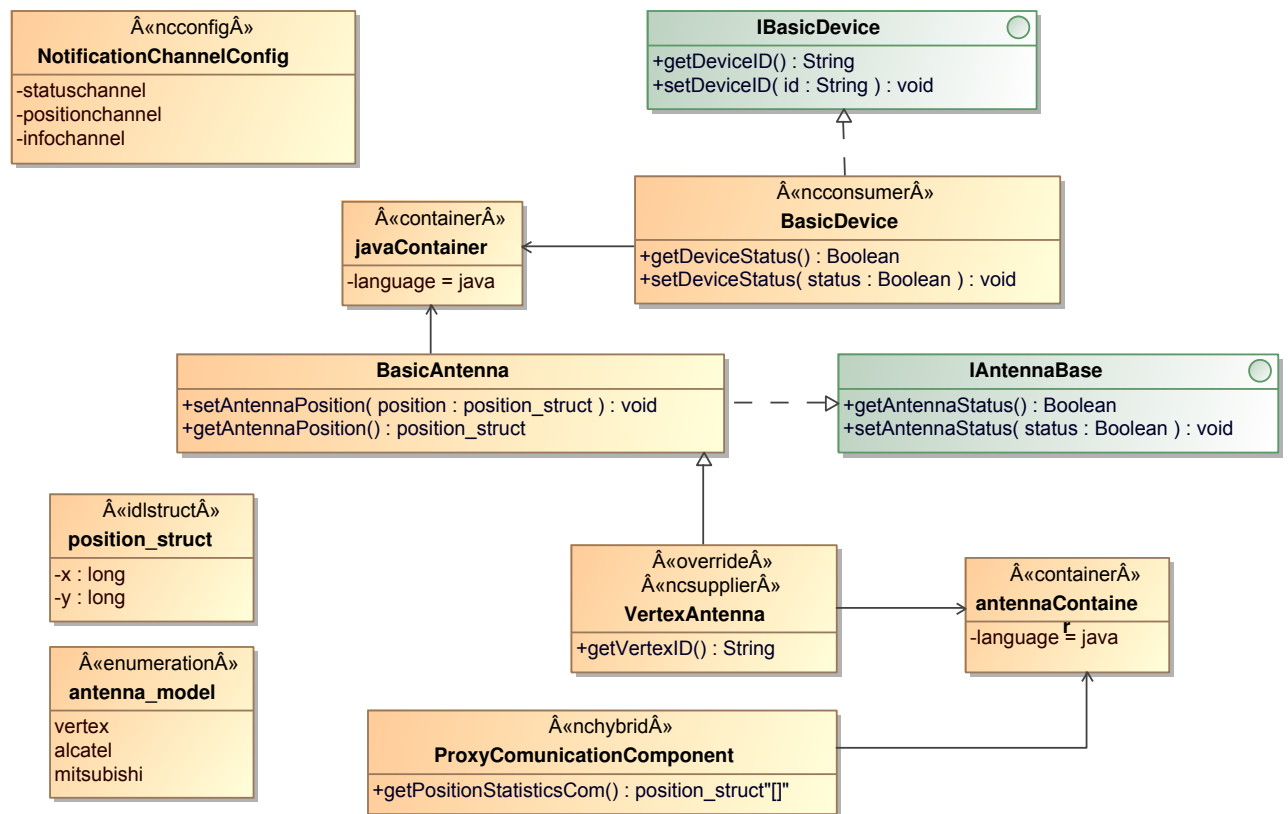 Â«ncconfigÂ»
NotificationChannelConfig
-statuschannel
-positionchannel
-infochannel
IBasicDevice
+getDeviceID() : String
+setDeviceID( id : String ) : void
Â«ncconsumerÂ»
BasicDevice
+getDeviceStatus() : Boolean
+setDeviceStatus( status : Boolean ) : void
Â«containerÂ»
javaContainer
-language = java
BasicAntenna
+setAntennaPosition( position : position_struct ) : void
+getAntennaPosition() : position_struct
IAntennaBase
+getAntennaStatus() : Boolean
+setAntennaStatus( status : Boolean ) : void
Â«idlstructÂ»
position_struct
-x : long
-y : long
Â«overrideÂ»
Â«ncsupplierÂ»
VertexAntenna
+getVertexID() : String
Â«containerÂ»
antennaContaine
r
-language = java
Â«enumerationÂ»
antenna_model
vertex
alcatel
mitsubishi
Â«nchybridÂ»
ProxyComunicationComponent
+getPositionStatisticsCom() : position_struct"[]"